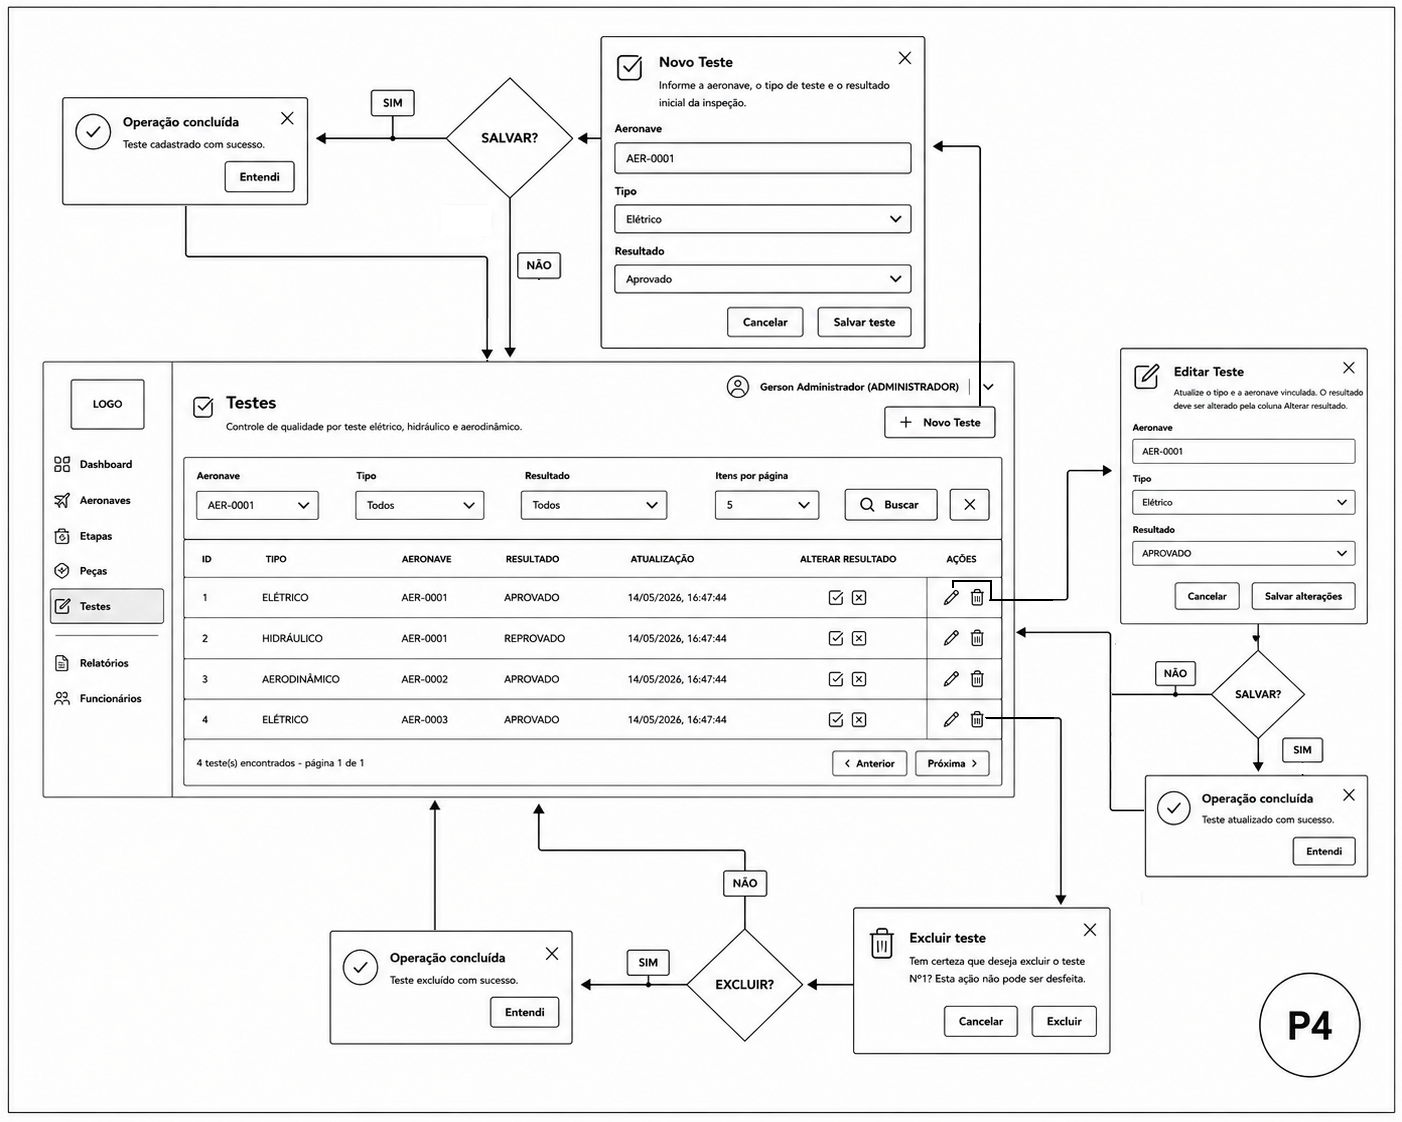 Novo Teste
Informe a aeronave, o tipo de teste e o resultado
inicial da inspeção.
Aeronave
AER-0001
Tipo
Elétrico
Resultado
Aprovado
Cancelar
Salvar teste
SALVAR?
SIM
NÃO
Operação concluída
Teste cadastrado com sucesso.
Entendi
LOGO
Dashboard
Aeronaves
Etapas
Peças
Testes
Relatórios
Funcionários
Gerson Administrador (ADMINISTRADOR)
Testes
Controle de qualidade por teste elétrico, hidráulico e aerodinâmico.
+ Novo Teste
Aeronave Tipo Resultado Itens por página
AER-0001 Todos Todos 5 Buscar
ID TIPO AERONAVE RESULTADO ATUALIZAÇÃO ALTERAR RESULTADO AÇÕES
1 ELÉTRICO AER-0001 APROVADO 14/05/2026, 16:47:44
2 HIDRÁULICO AER-0001 REPROVADO 14/05/2026, 16:47:44
3 AERODINÂMICO AER-0002 APROVADO 14/05/2026, 16:47:44
4 ELÉTRICO AER-0003 APROVADO 14/05/2026, 16:47:44
4 teste(s) encontrados - página 1 de 1
< Anterior
Próxima >
Editar Teste
Atualize o tipo e a aeronave vinculada. O resultado
deve ser alterado pela coluna Alterar resultado.
Aeronave
AER-0001
Tipo
Elétrico
Resultado
APROVADO
Cancelar
Salvar alterações
SALVAR?
NÃO
SIM
Operação concluída
Teste atualizado com sucesso.
Entendi
Excluir teste
Tem certeza que deseja excluir o teste
Nº1? Esta ação não pode ser desfeita.
Cancelar
Excluir
EXCLUIR?
NÃO
SIM
Operação concluída
Teste excluído com sucesso.
Entendi
P4